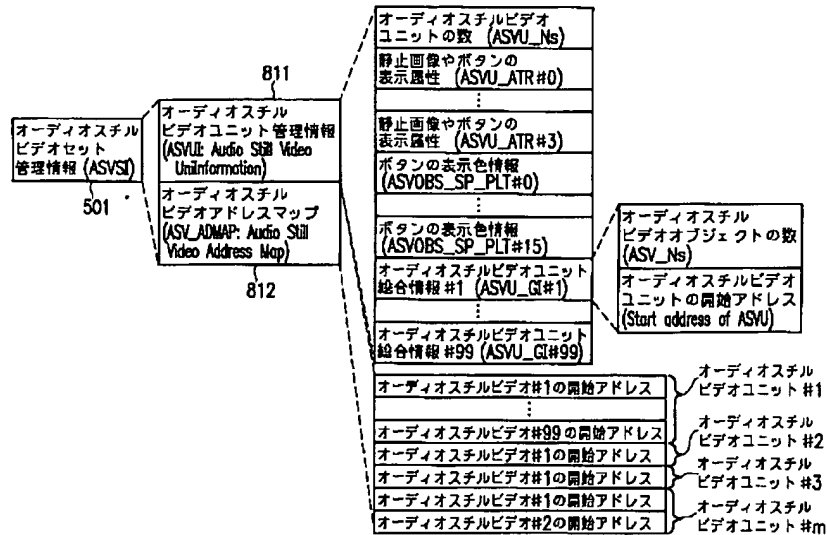 オーディオスチル
ビデオセット
管理情報 (ASVSI)
501
811
オーディオスチル
ビデオユニット管理情報
(ASVUI: Audio Still Video
UniInformation)
オーディオスチル
ビデオアドレスマップ
(ASV_ADMAP: Audio Still
Video Address Map)
812
オーディオスチルビデオ
ユニットの数 (ASVU_Ns)
静止画像やボタンの
表示属性 (ASVU_ATR#0)
⋮
静止画像やボタンの
表示属性 (ASVU_ATR#3)
ボタンの表示色情報
(ASVOBS_SP_PLT#0)
⋮
ボタンの表示色情報
(ASVOBS_SP_PLT#15)
オーディオスチルビデオユニット
総合情報#1 (ASVU_GI#1)
⋮
オーディオスチルビデオユニット
総合情報#99 (ASVU_GI#99)
オーディオスチル
ビデオオブジェクトの数
(ASV_Ns)
オーディオスチルビデオ
ユニットの開始アドレス
(Start address of ASVU)
オーディオスチルビデオ#1の開始アドレス
⋮
オーディオスチルビデオ#99の開始アドレス
オーディオスチルビデオ#1の開始アドレス
オーディオスチルビデオ#1の開始アドレス
オーディオスチルビデオ#1の開始アドレス
オーディオスチルビデオ#2の開始アドレス
オーディオスチル
ビデオユニット#1
オーディオスチル
ビデオユニット#2
オーディオスチル
ビデオユニット#3
オーディオスチル
ビデオユニット#m